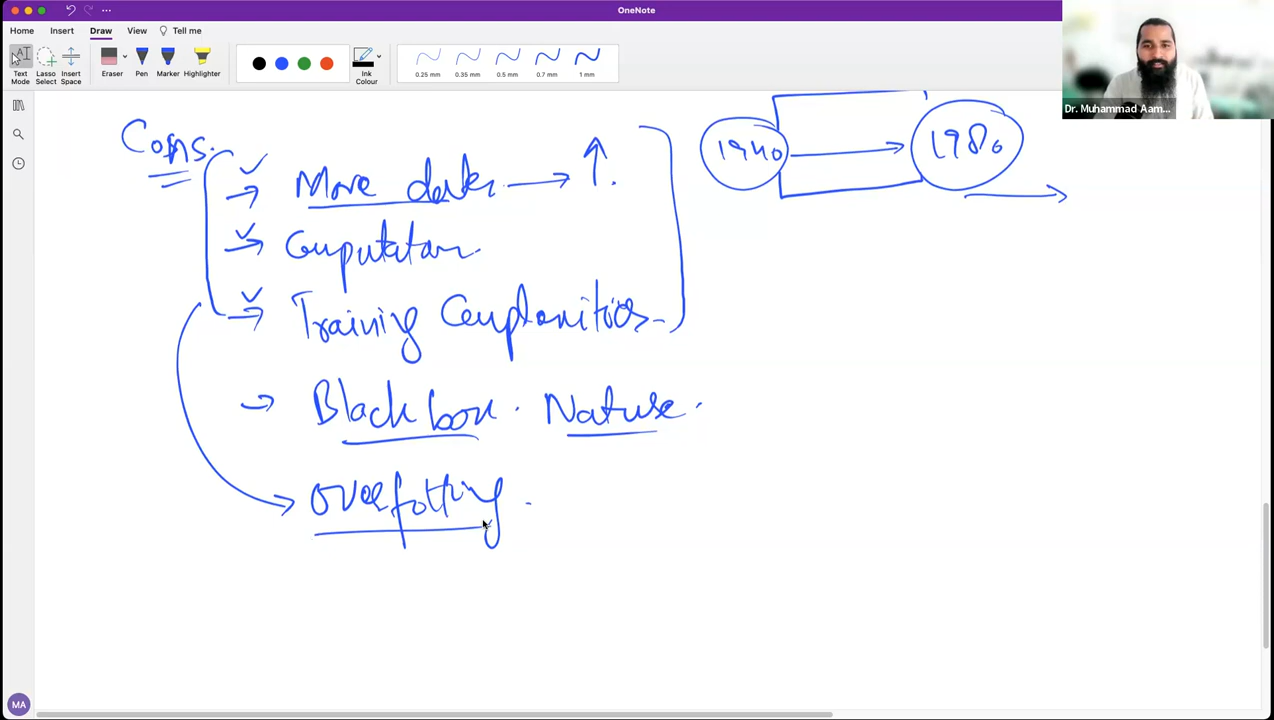 OneNote
Home Insert Draw View Tell me
Text Mode Lasso Select Insert Space Eraser Pen Marker Highlighter Ink Colour 0.25 mm 0.35 mm 0.5 mm 0.7 mm 1 mm
Dr. Muhammad Aam...
Cons.
1940 1980
More data
Computation
Training Complexities
Black box. Nature.
Overfitting.
MA